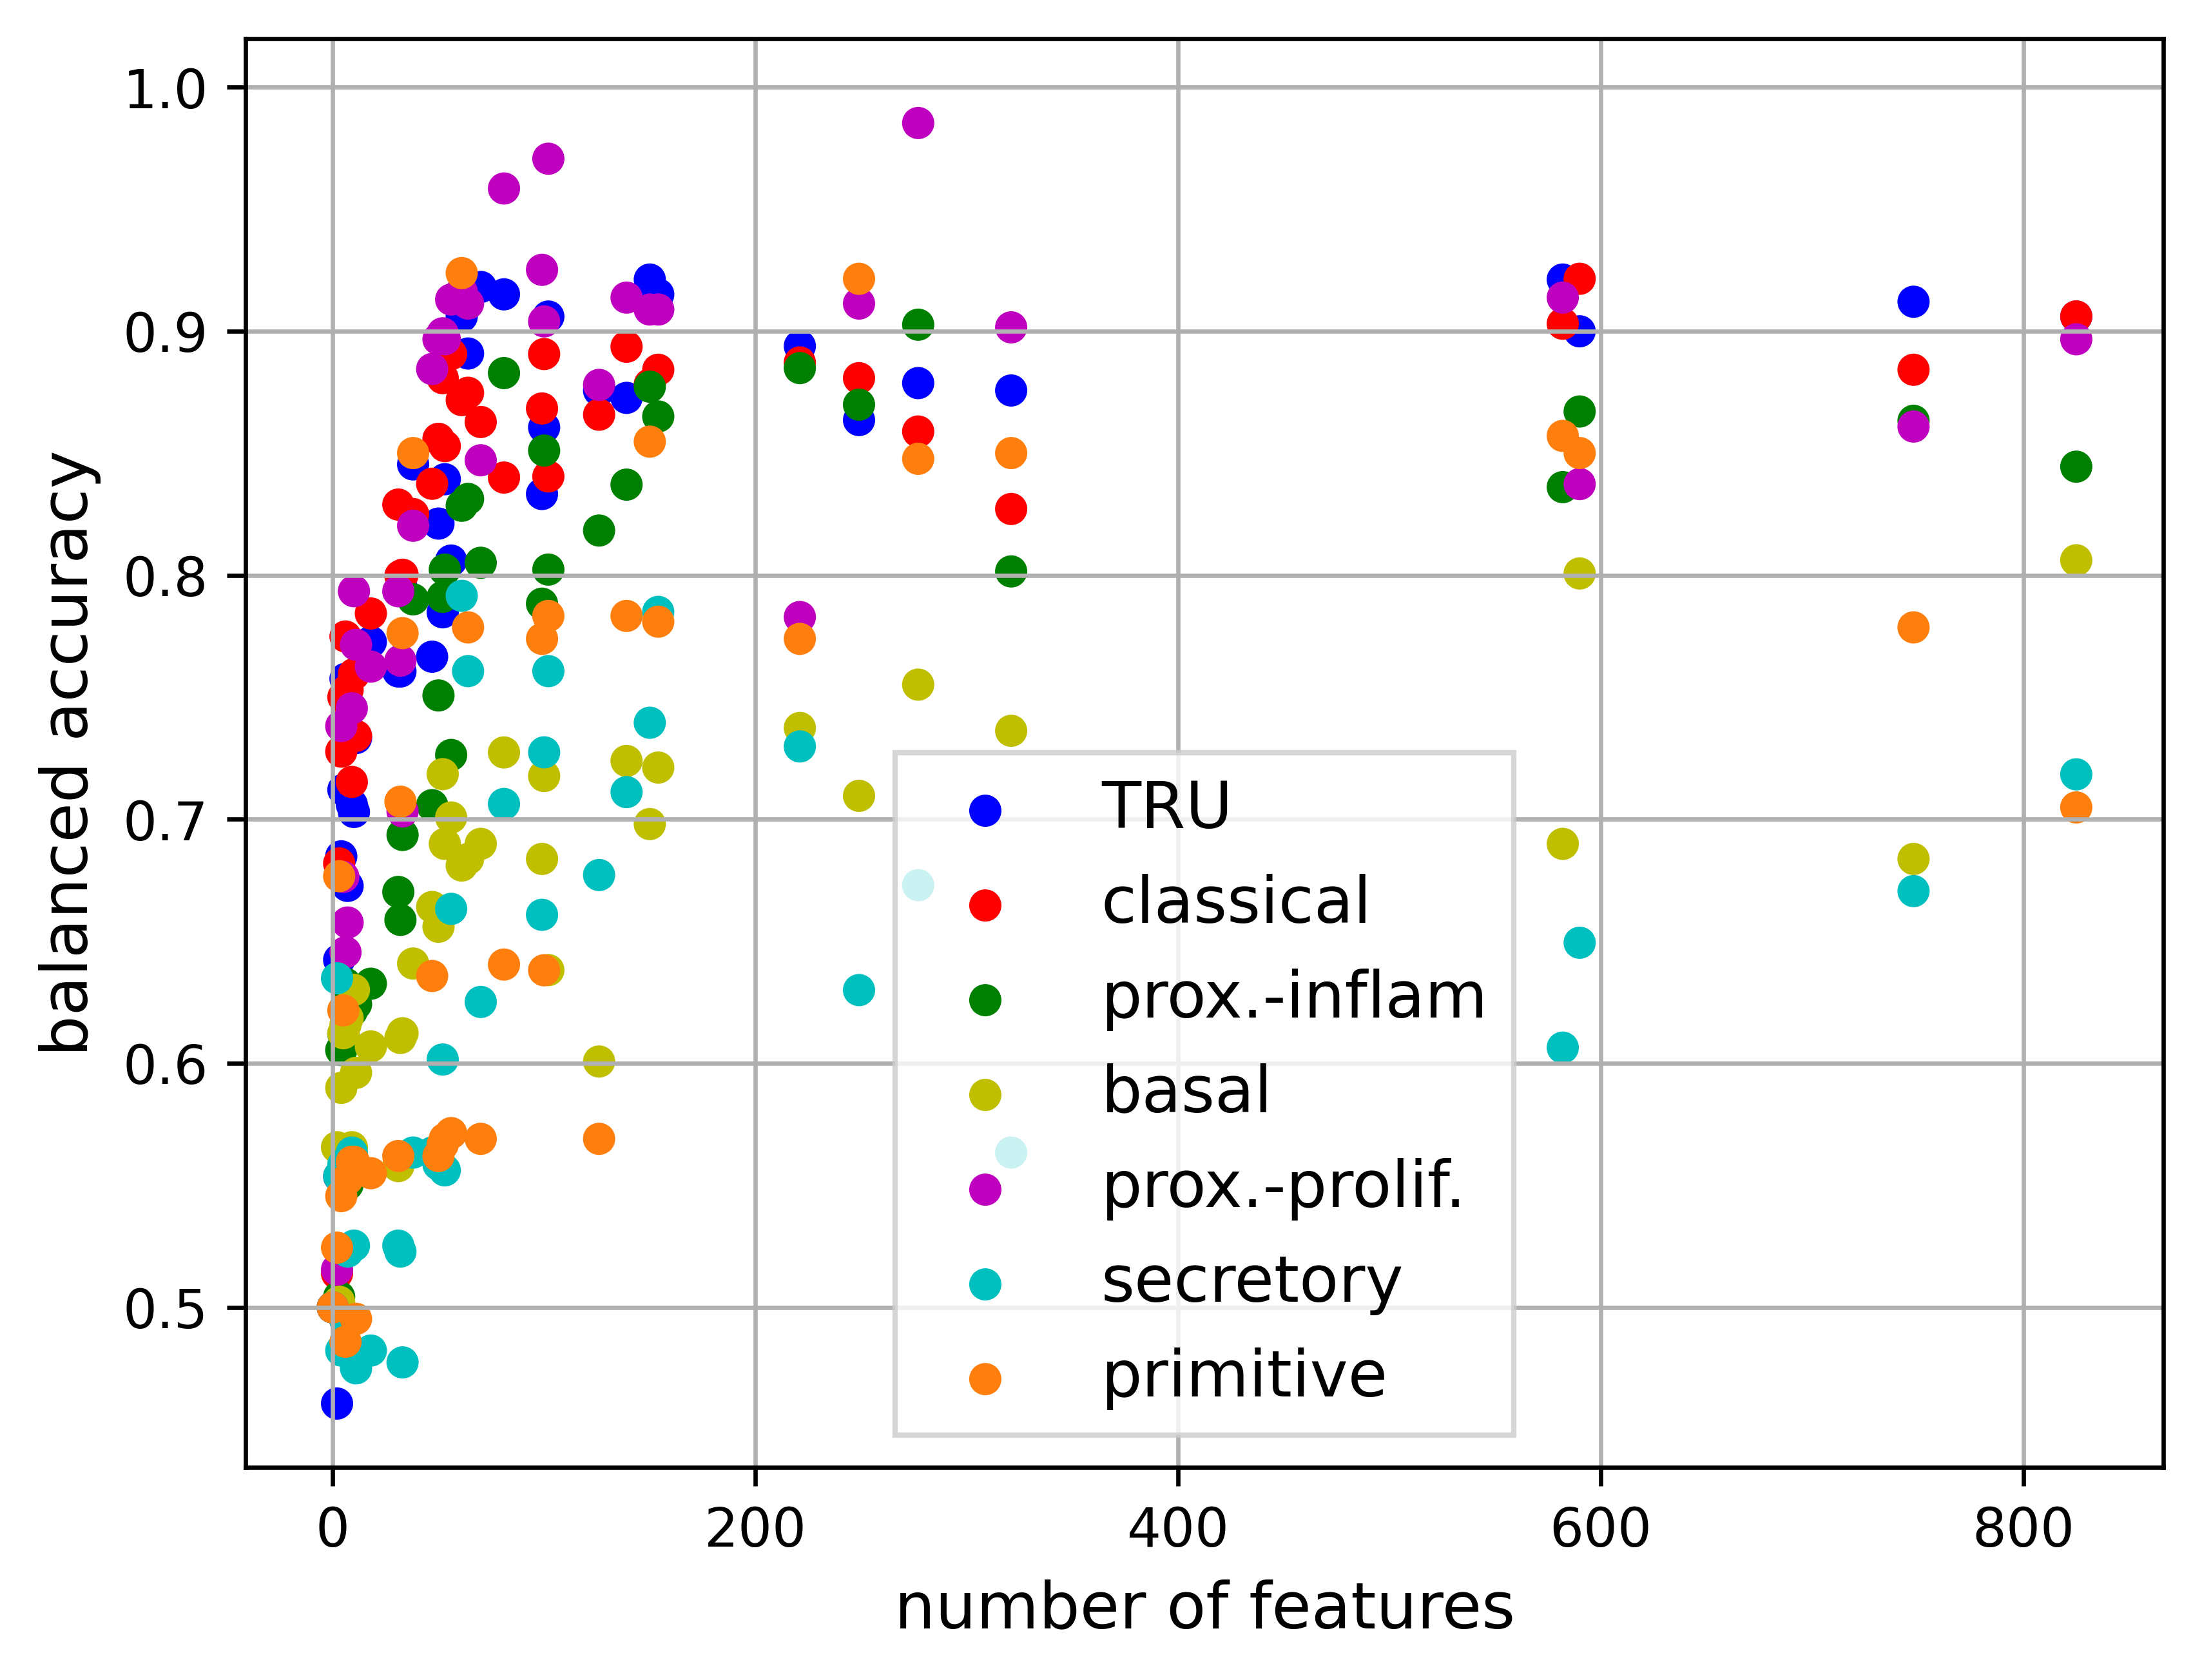 1.0
0.9
0.8
0.7
0.6
0.5
balanced accuracy
TRU
classical
prox.-inflam
basal
prox.-prolif.
secretory
primitive
0 200 400 600 800
number of features